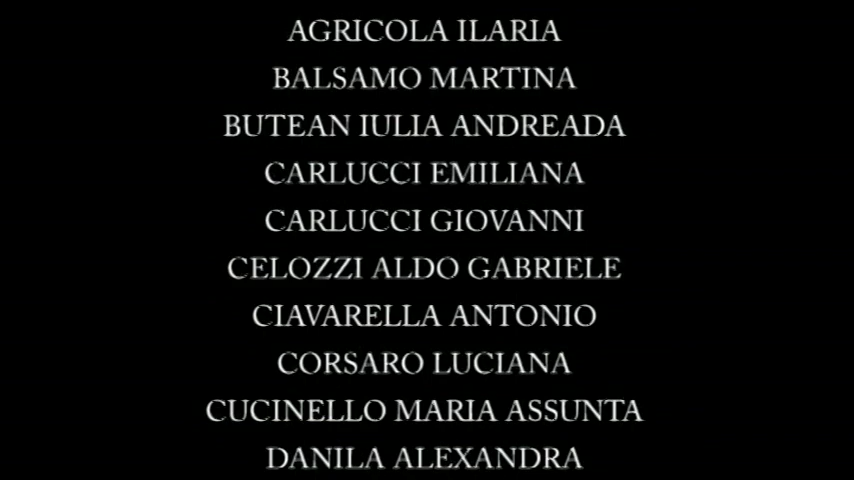 AGRICOLA ILARIA
BALSAMO MARTINA
BUTEAN IULIA ANDREADA
CARLUCCI EMILIANA
CARLUCCI GIOVANNI
CELOZZI ALDO GABRIELE
CIAVARELLA ANTONIO
CORSARO LUCIANA
CUCINELLO MARIA ASSUNTA
DANILA ALEXANDRA